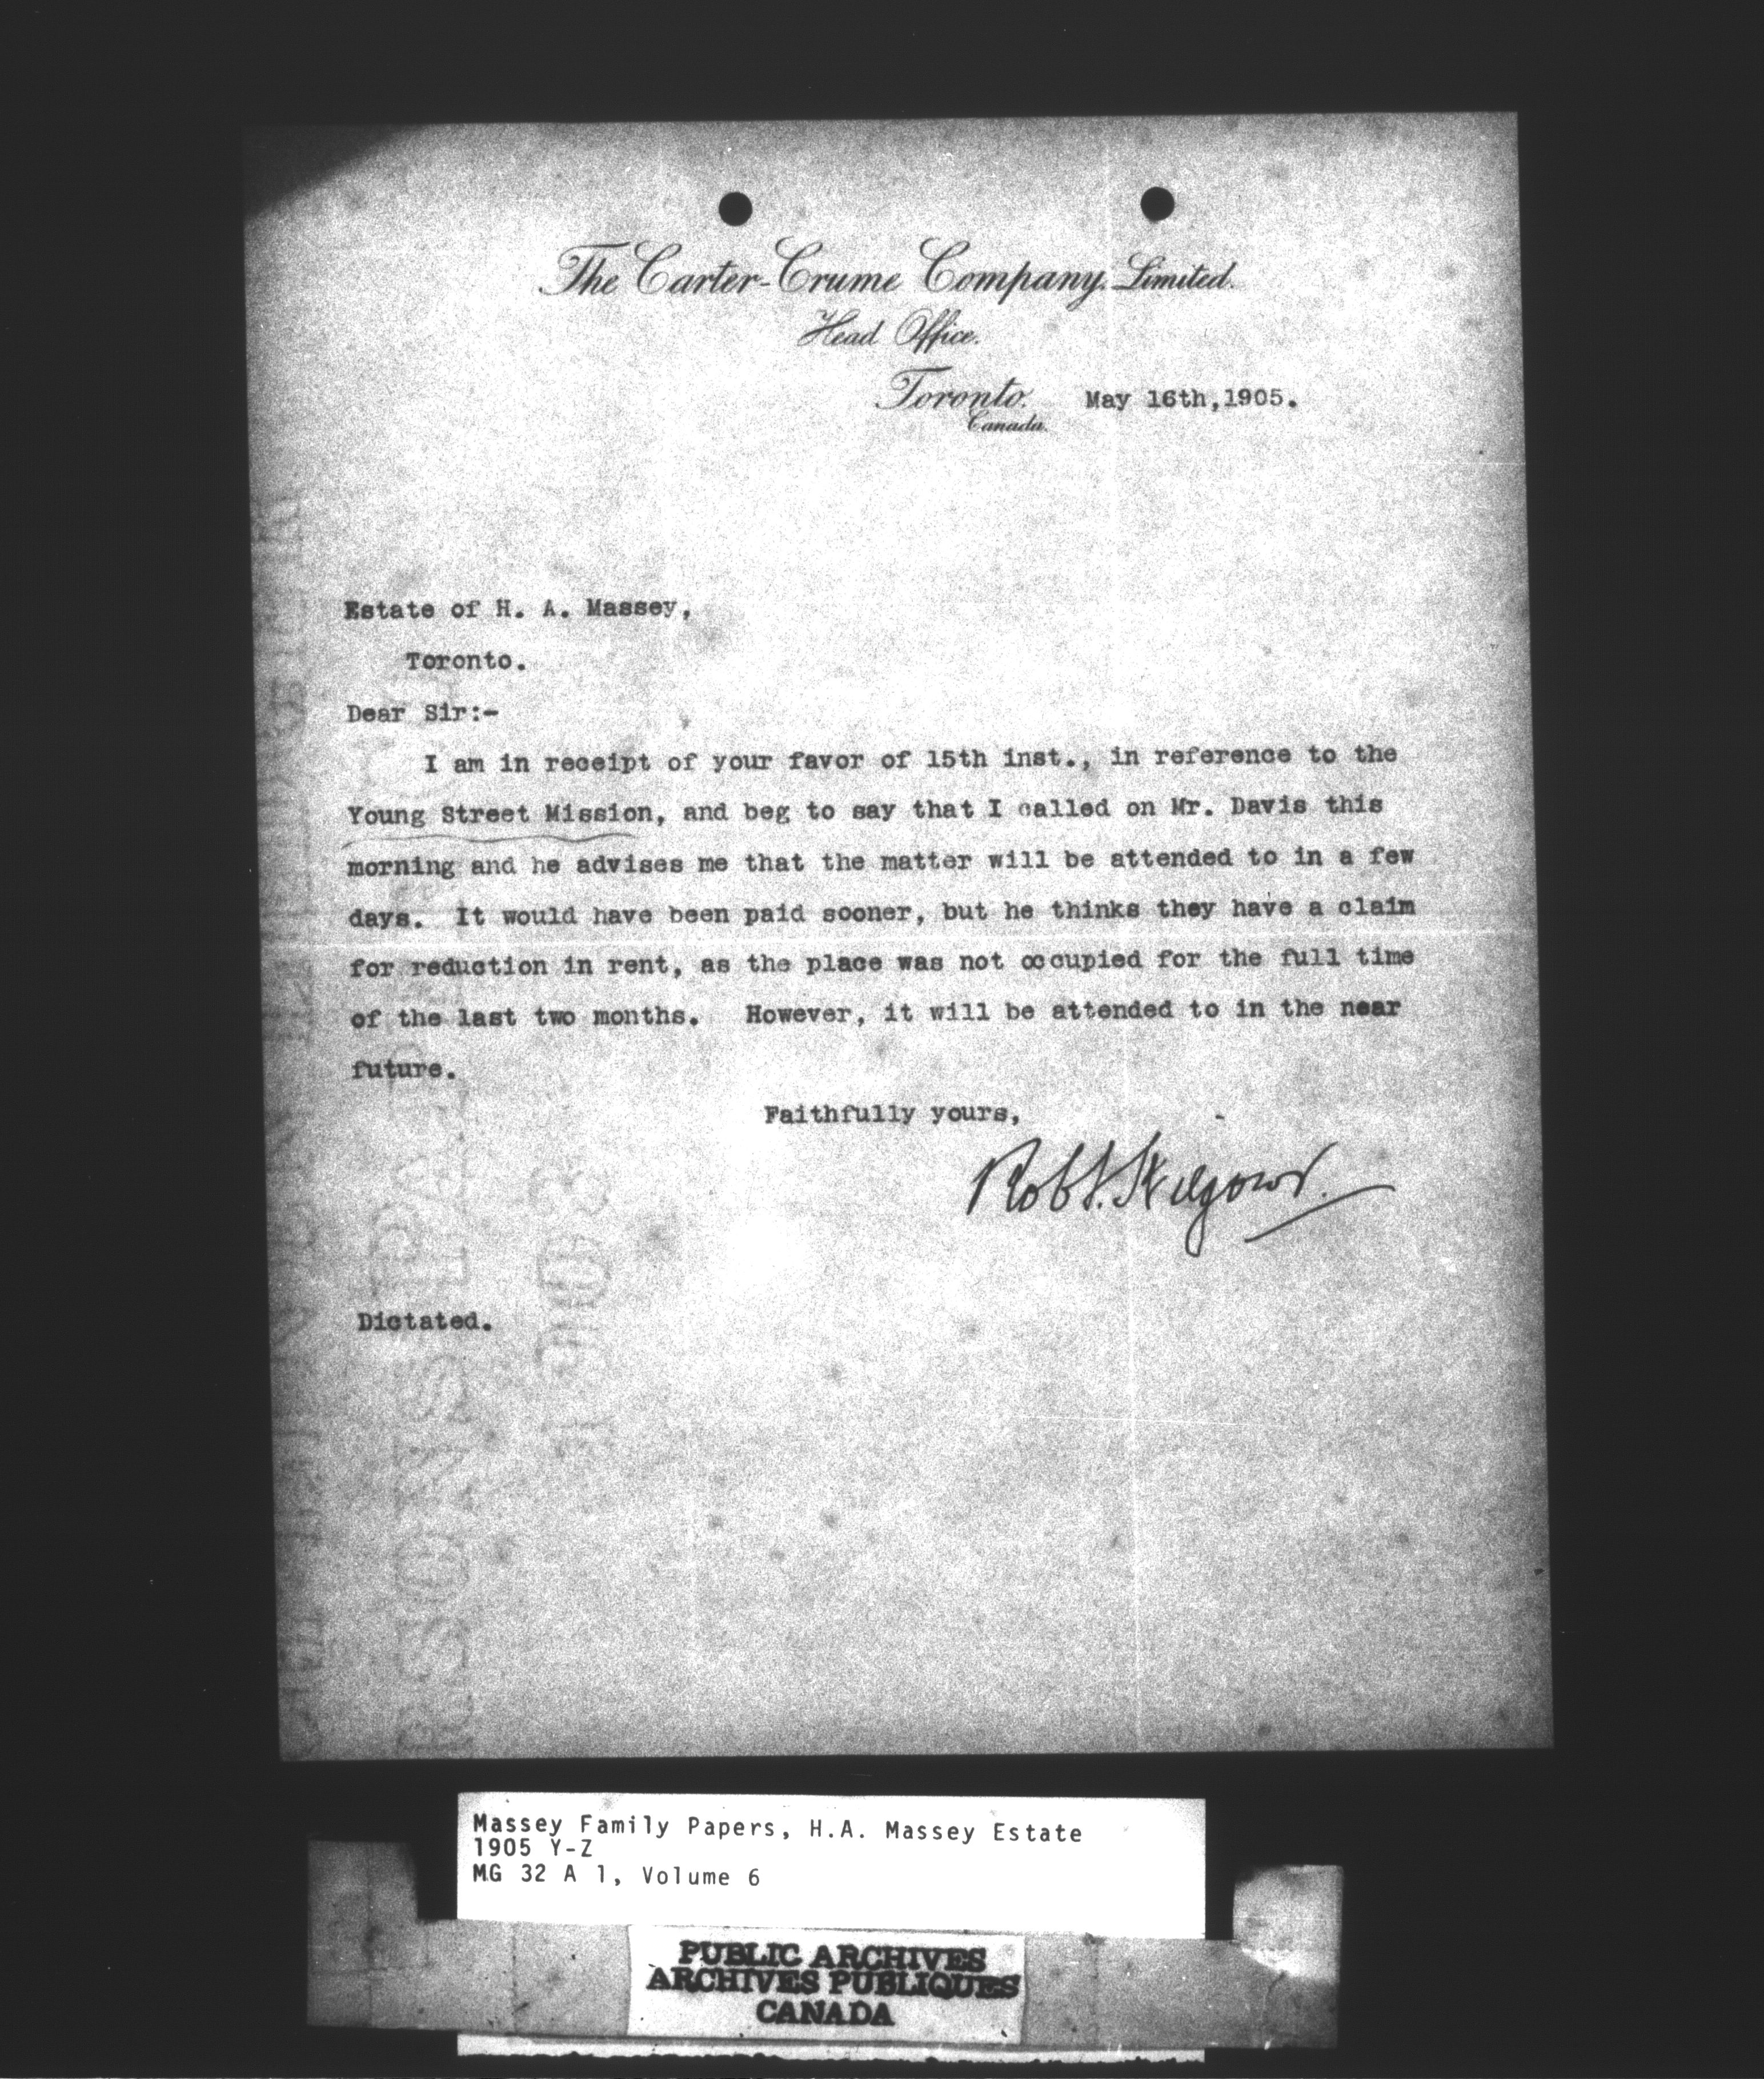 The Carter-Crume Company, Limited.
Head Office.
Toronto. May 16th, 1905.
Canada.
Estate of H. A. Massey,
Toronto.
Dear Sir:-
I am in receipt of your favor of 15th inst., in reference to the
Young Street Mission, and beg to say that I called on Mr. Davis this
morning and he advises me that the matter will be attended to in a few
days. It would have been paid sooner, but he thinks they have a claim
for reduction in rent, as the place was not occupied for the full time
of the last two months. However, it will be attended to in the near
future.
Faithfully yours,
Robt. Kilgour.
Dictated.
Massey Family Papers, H.A. Massey Estate
1905 Y-Z
MG 32 A 1, Volume 6
PUBLIC ARCHIVES
ARCHIVES PUBLIQUES
CANADA